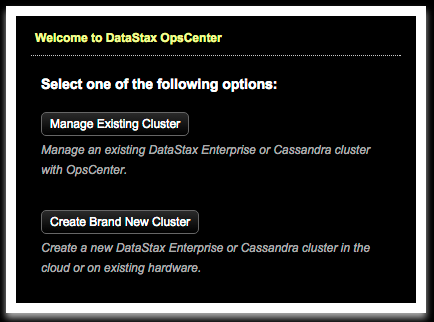 Welcome to DataStax OpsCenter
Select one of the following options:
Manage Existing Cluster
Manage an existing DataStax Enterprise or Cassandra cluster
with OpsCenter.
Create Brand New Cluster
Create a new DataStax Enterprise or Cassandra cluster in the
cloud or on existing hardware.